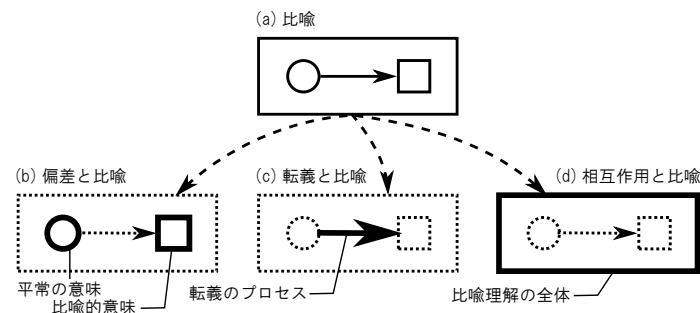 (a) 比喩
(b) 偏差と比喩
(c) 転義と比喩
(d) 相互作用と比喩
平常の意味
比喩的意味
転義のプロセス
比喩理解の全体